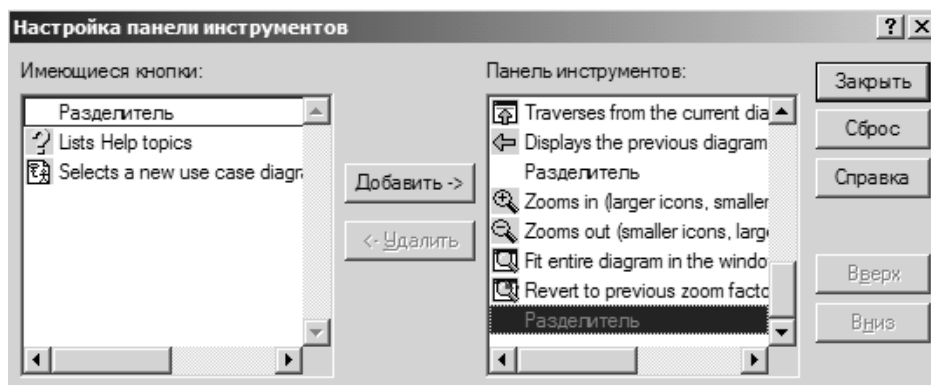 Настройка панели инструментов
Имеющиеся кнопки:
Разделитель
Lists Help topics
Selects a new use case diagr
Добавить ->
<- Удалить
Панель инструментов:
Traverses from the current dia
Displays the previous diagram
Разделитель
Zooms in (larger icons, smaller
Zooms out (smaller icons, larg
Fit entire diagram in the windo
Revert to previous zoom facto
Разделитель
Закрыть
Сброс
Справка
Вверх
Вниз